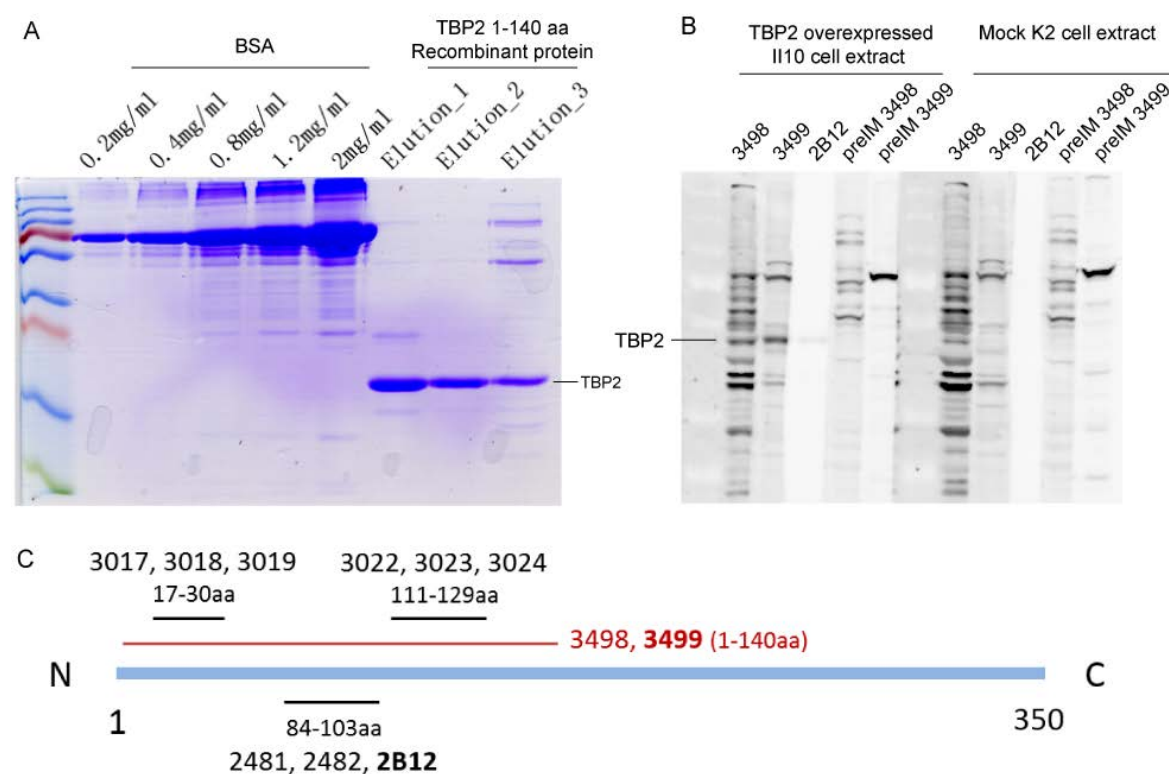 A
BSA
TBP2 1-140 aa
Recombinant protein
0.2mg/ml
0.4mg/ml
0.8mg/ml
1.2mg/ml
2mg/ml
Elution_1
Elution_2
Elution_3
TBP2
B
TBP2 overexpressed
II10 cell extract
Mock K2 cell extract
3498
3499
2B12
preIM 3498
preIM 3499
3498
3499
2B12
preIM 3498
preIM 3499
TBP2
C
3017, 3018, 3019
3022, 3023, 3024
17-30aa
111-129aa
3498, 3499 (1-140aa)
N
C
1
84-103aa
350
2481, 2482, 2B12